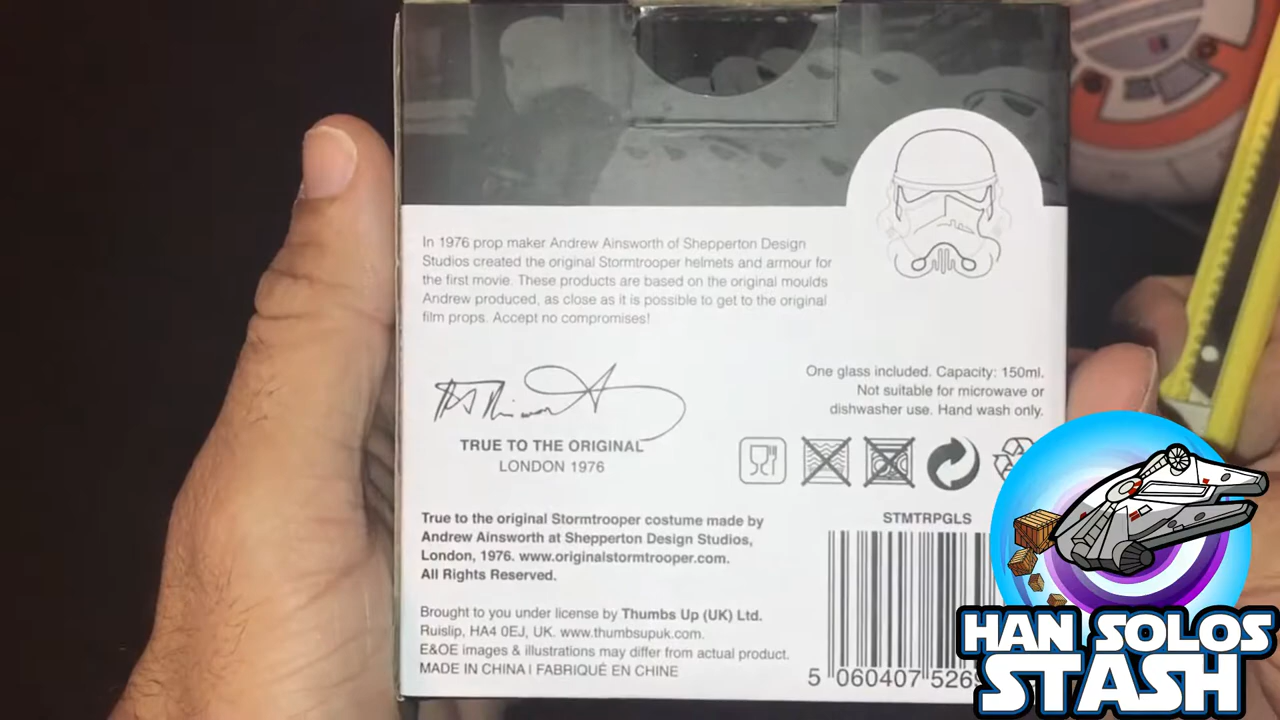 In 1976 prop maker Andrew Ainsworth of Shepperton Design
Studios created the original Stormtrooper helmets and armour for
the first movie. These products are based on the original moulds
Andrew produced, as close as it is possible to get to the original
film props. Accept no compromises!
One glass included. Capacity: 150ml.
Not suitable for microwave or
dishwasher use. Hand wash only.
TRUE TO THE ORIGINAL
LONDON 1976
True to the original Stormtrooper costume made by
Andrew Ainsworth at Shepperton Design Studios,
London, 1976. www.originalstormtrooper.com.
All Rights Reserved.
STMTRPGLS
Brought to you under license by Thumbs Up (UK) Ltd.
Ruislip, HA4 0EJ, UK. www.thumbsupuk.com.
E&OE images & illustrations may differ from actual product.
MADE IN CHINA I FABRIQUÉ EN CHINE
5 060407 526
HAN SOLOS
STASH